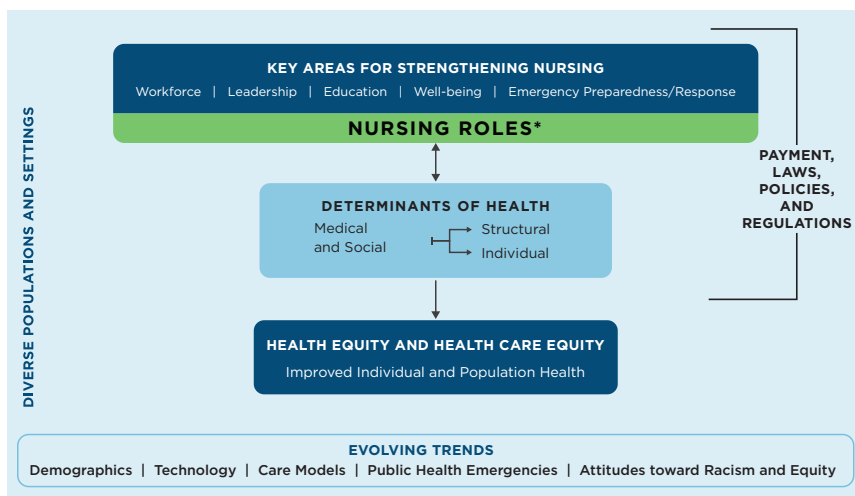 KEY AREAS FOR STRENGTHENING NURSING
Workforce | Leadership | Education | Well-being | Emergency Preparedness/Response
NURSING ROLES*
DETERMINANTS OF HEALTH
Medical
and Social
Structural
Individual
HEALTH EQUITY AND HEALTH CARE EQUITY
Improved Individual and Population Health
PAYMENT,
LAWS,
POLICIES,
AND
REGULATIONS
DIVERSE POPULATIONS AND SETTINGS
EVOLVING TRENDS
Demographics | Technology | Care Models | Public Health Emergencies | Attitudes toward Racism and Equity